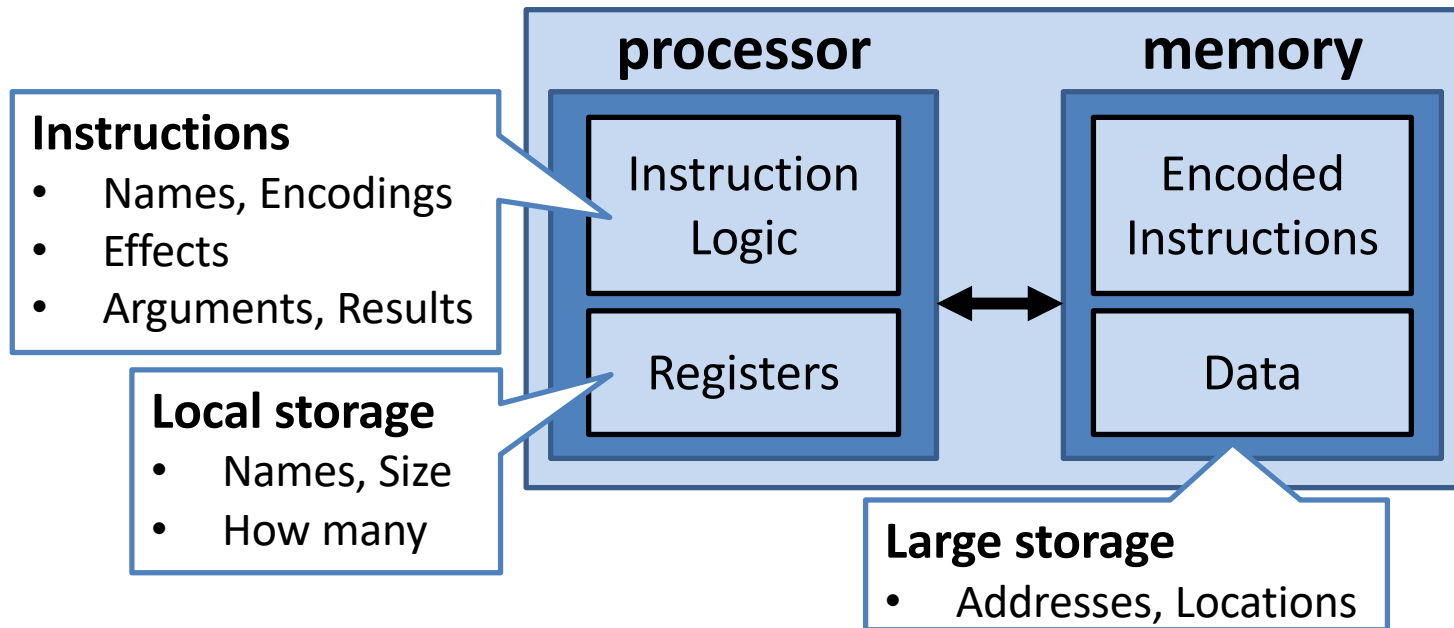 processor
memory
Instructions
• Names, Encodings
• Effects
• Arguments, Results
Instruction
Logic
Encoded
Instructions
Registers
Data
Local storage
• Names, Size
• How many
Large storage
• Addresses, Locations